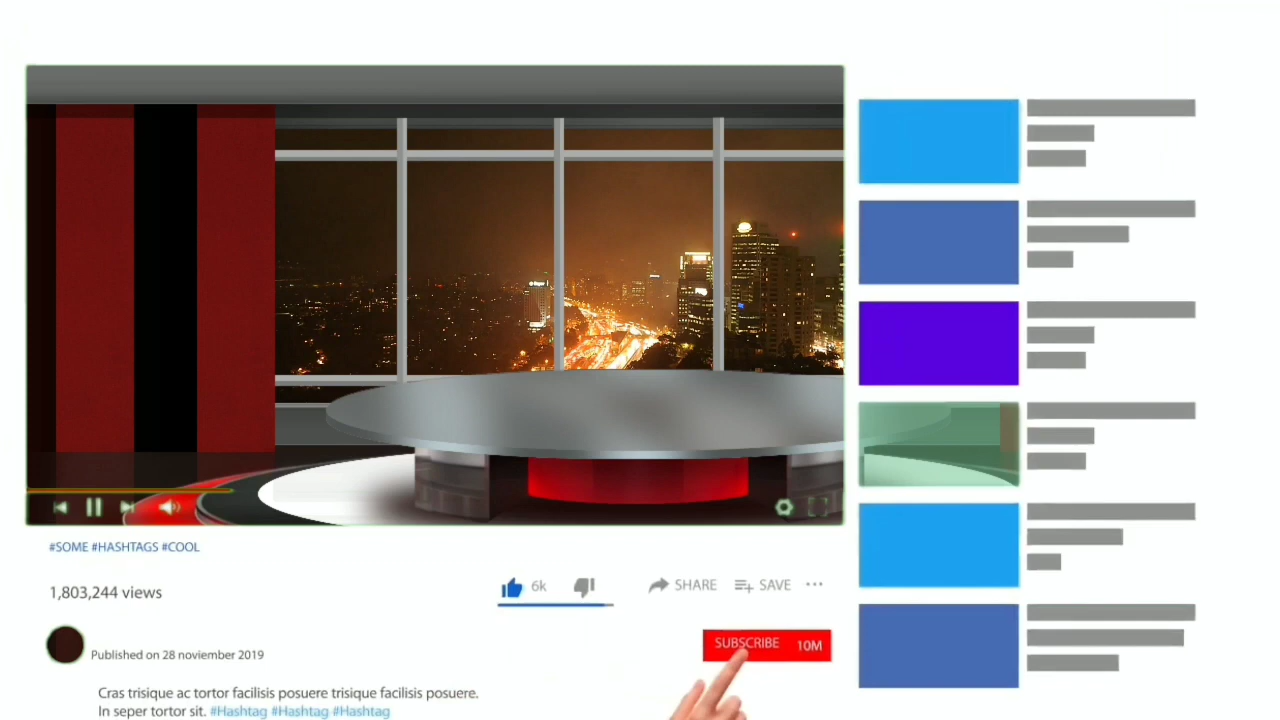 #SOME #HASHTAGS #COOL
1,803,244 views
6k
SHARE
SAVE
SUBSCRIBE 10M
Published on 28 noviember 2019
Cras trisique ac tortor facilisis posuere trisique facilisis posuere.
In seper tortor sit. #Hashtag #Hashtag #Hashtag